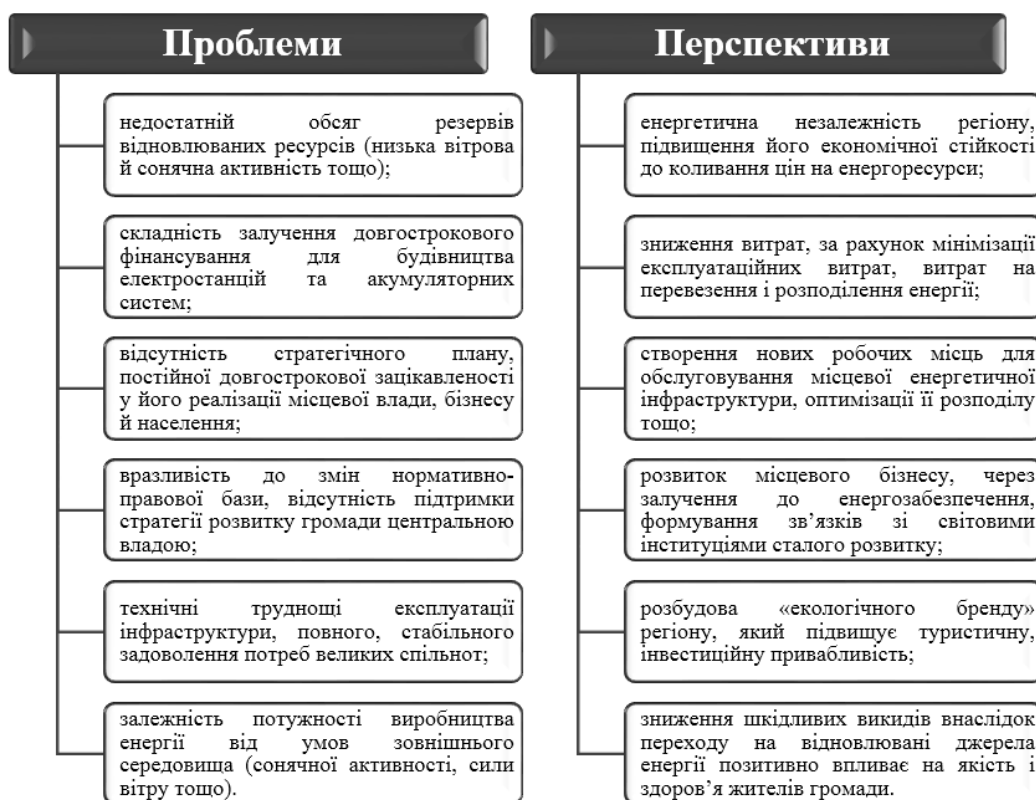 Проблеми
недостатній обсяг резервів
відновлюваних ресурсів (низька вітрова
й сонячна активність тощо);
складність залучення довгострокового
фінансування для будівництва
електростанцій та акумуляторних
систем;
відсутність стратегічного плану,
постійної довгострокової зацікавленості
у його реалізації місцевої влади, бізнесу
й населення;
вразливість до змін нормативно-
правової бази, відсутність підтримки
стратегії розвитку громади центральною
владою;
технічні труднощі експлуатації
інфраструктури, повного, стабільного
задоволення потреб великих спільнот;
залежність потужності виробництва
енергії від умов зовнішнього
середовища (сонячної активності, сили
вітру тощо).
Перспективи
енергетична незалежність регіону,
підвищення його економічної стійкості
до коливання цін на енергоресурси;
зниження витрат, за рахунок мінімізації
експлуатаційних витрат, витрат на
перевезення і розподілення енергії;
створення нових робочих місць для
обслуговування місцевої енергетичної
інфраструктури, оптимізації її розподілу
тощо;
розвиток місцевого бізнесу, через
залучення до енергозабезпечення,
формування зв’язків зі світовими
інституціями сталого розвитку;
розбудова «екологічного бренду»
регіону, який підвищує туристичну,
інвестиційну привабливість;
зниження шкідливих викидів внаслідок
переходу на відновлювані джерела
енергії позитивно впливає на якість і
здоров’я жителів громади.